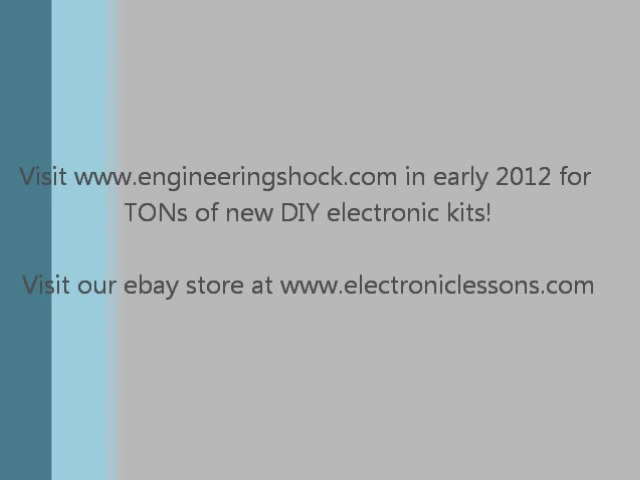 Visit www.engineeringshock.com in early 2012 for
TONs of new DIY electronic kits!
Visit our ebay store at www.electroniclessons.com